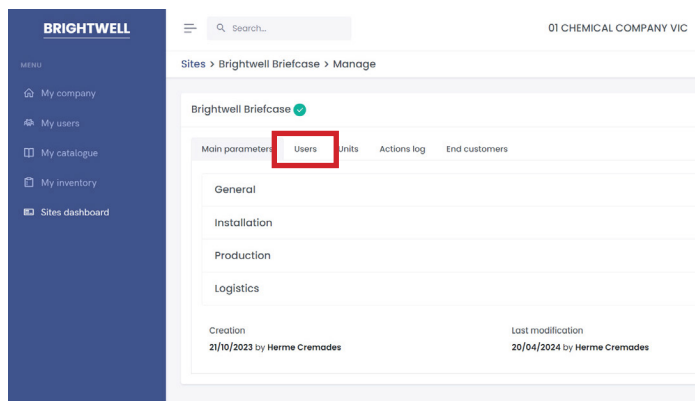 BRIGHTWELL
Search...
01 CHEMICAL COMPANY VIC
MENU
Sites > Brightwell Briefcase > Manage
My company
My users
My catalogue
My inventory
Sites dashboard
Brightwell Briefcase
Main parameters Users Units Actions log End customers
General
Installation
Production
Logistics
Creation
21/10/2023 by Herme Cremades
Last modification
20/04/2024 by Herme Cremades